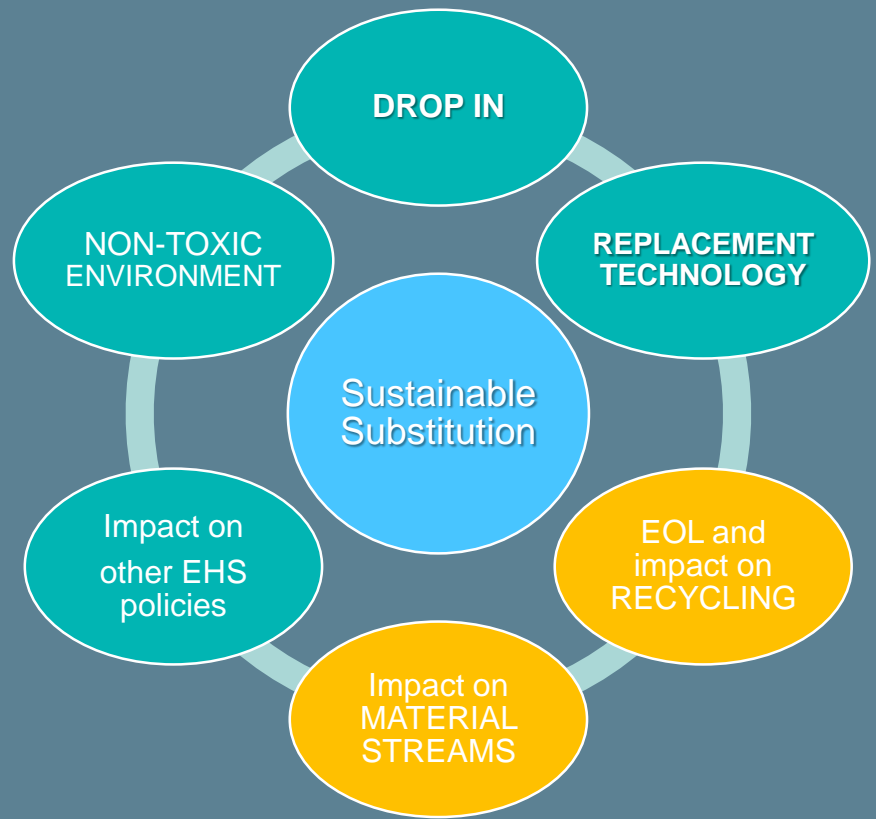 DROP IN
REPLACEMENT
TECHNOLOGY
EOL and
impact on
RECYCLING
Impact on
MATERIAL
STREAMS
Impact on
other EHS
policies
NON-TOXIC
ENVIRONMENT
Sustainable
Substitution